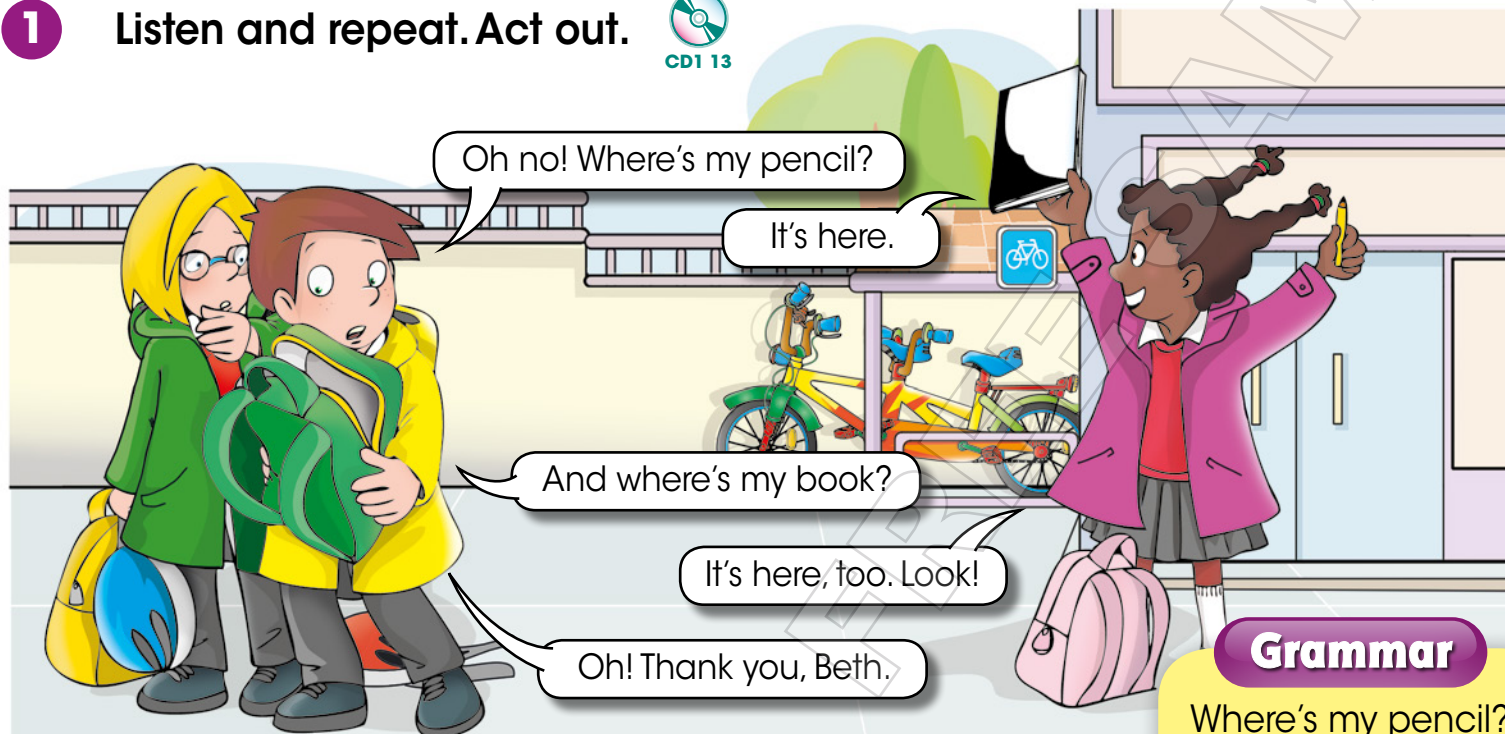 1 Listen and repeat. Act out.
CD1 13
Oh no! Where's my pencil?
It's here.
And where's my book?
It's here, too. Look!
Oh! Thank you, Beth.
Grammar
Where's my pencil?